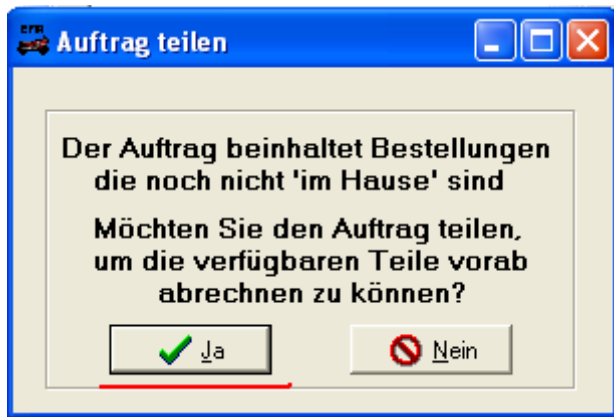 EFA
Auftrag teilen
Der Auftrag beinhaltet Bestellungen
die noch nicht 'im Hause' sind
Möchten Sie den Auftrag teilen,
um die verfügbaren Teile vorab
abrechnen zu können?
Ja
Nein